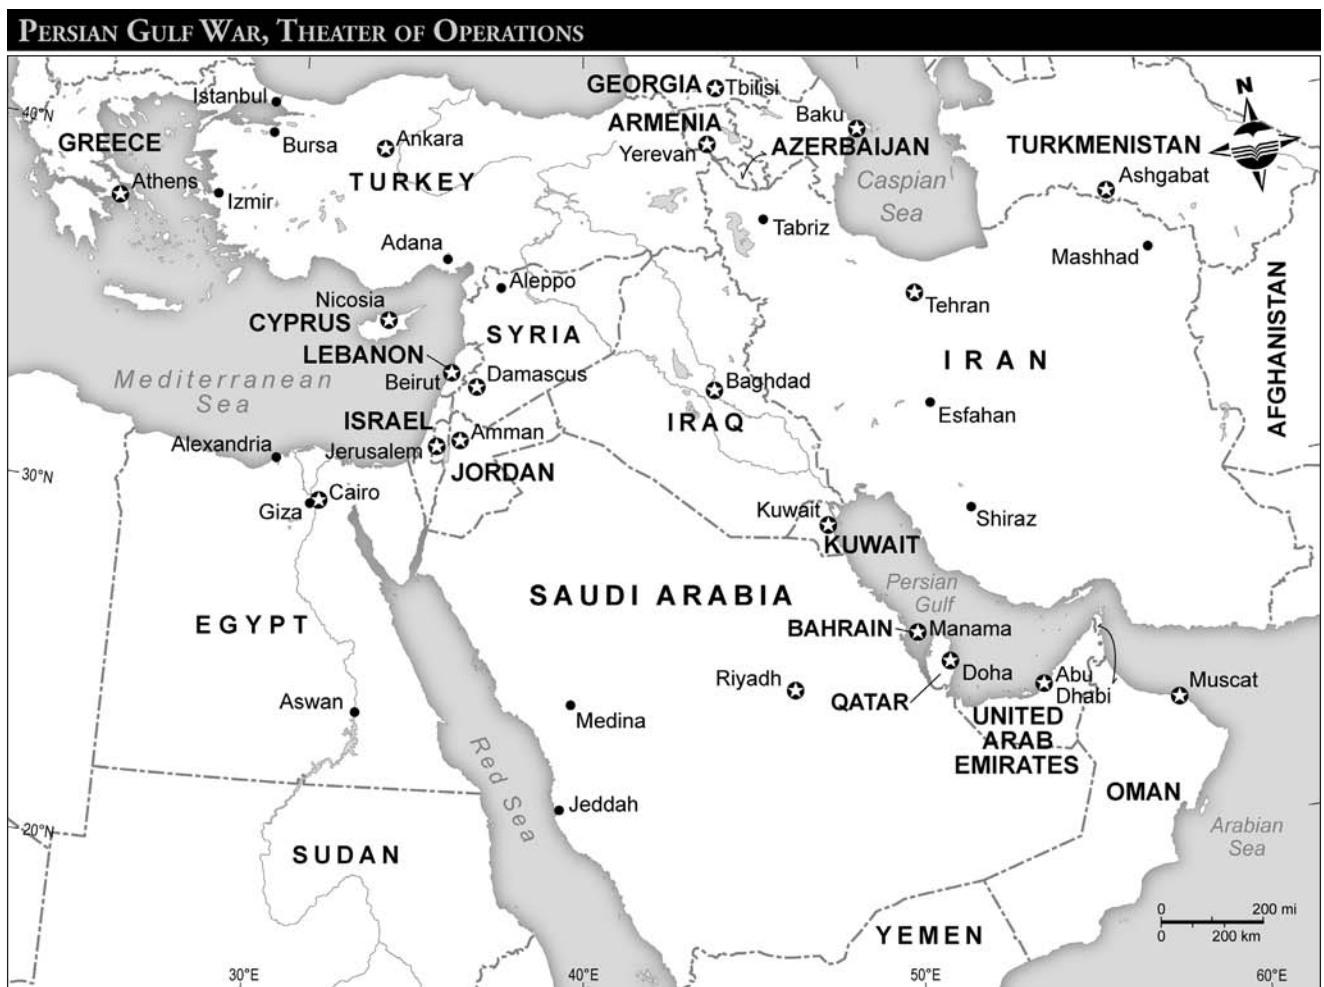 PERSIAN GULF WAR, THEATER OF OPERATIONS
GEORGIA
Tbilisi
Istanbul
40°N
Baku
ARMENIA
GREECE
Bursa
Ankara
Yerevan
AZERBAIJAN
TURKMENISTAN
N
Athens
TURKEY
Caspian
Sea
Ashgabat
Izmir
Tabriz
Adana
Mashhad
Aleppo
Nicosia
Tehran
CYPRUS
SYRIA
AFGHANISTAN
LEBANON
IRAN
Mediterranean
Sea
Beirut
Damascus
Baghdad
Esfahan
ISRAEL
IRAQ
Alexandria
Jerusalem
Amman
JORDAN
30°N
Giza
Cairo
Kuwait
Shiraz
KUWAIT
Persian
Gulf
SAUDI ARABIA
EGYPT
BAHRAIN
Manama
Riyadh
Doha
Abu
Dhabi
Muscat
Aswan
QATAR
Medina
UNITED
ARAB
EMIRATES
Red Sea
OMAN
Jeddah
20°N
Arabian
Sea
SUDAN
0 200 mi
0 200 km
YEMEN
30°E
40°E
50°E
60°E